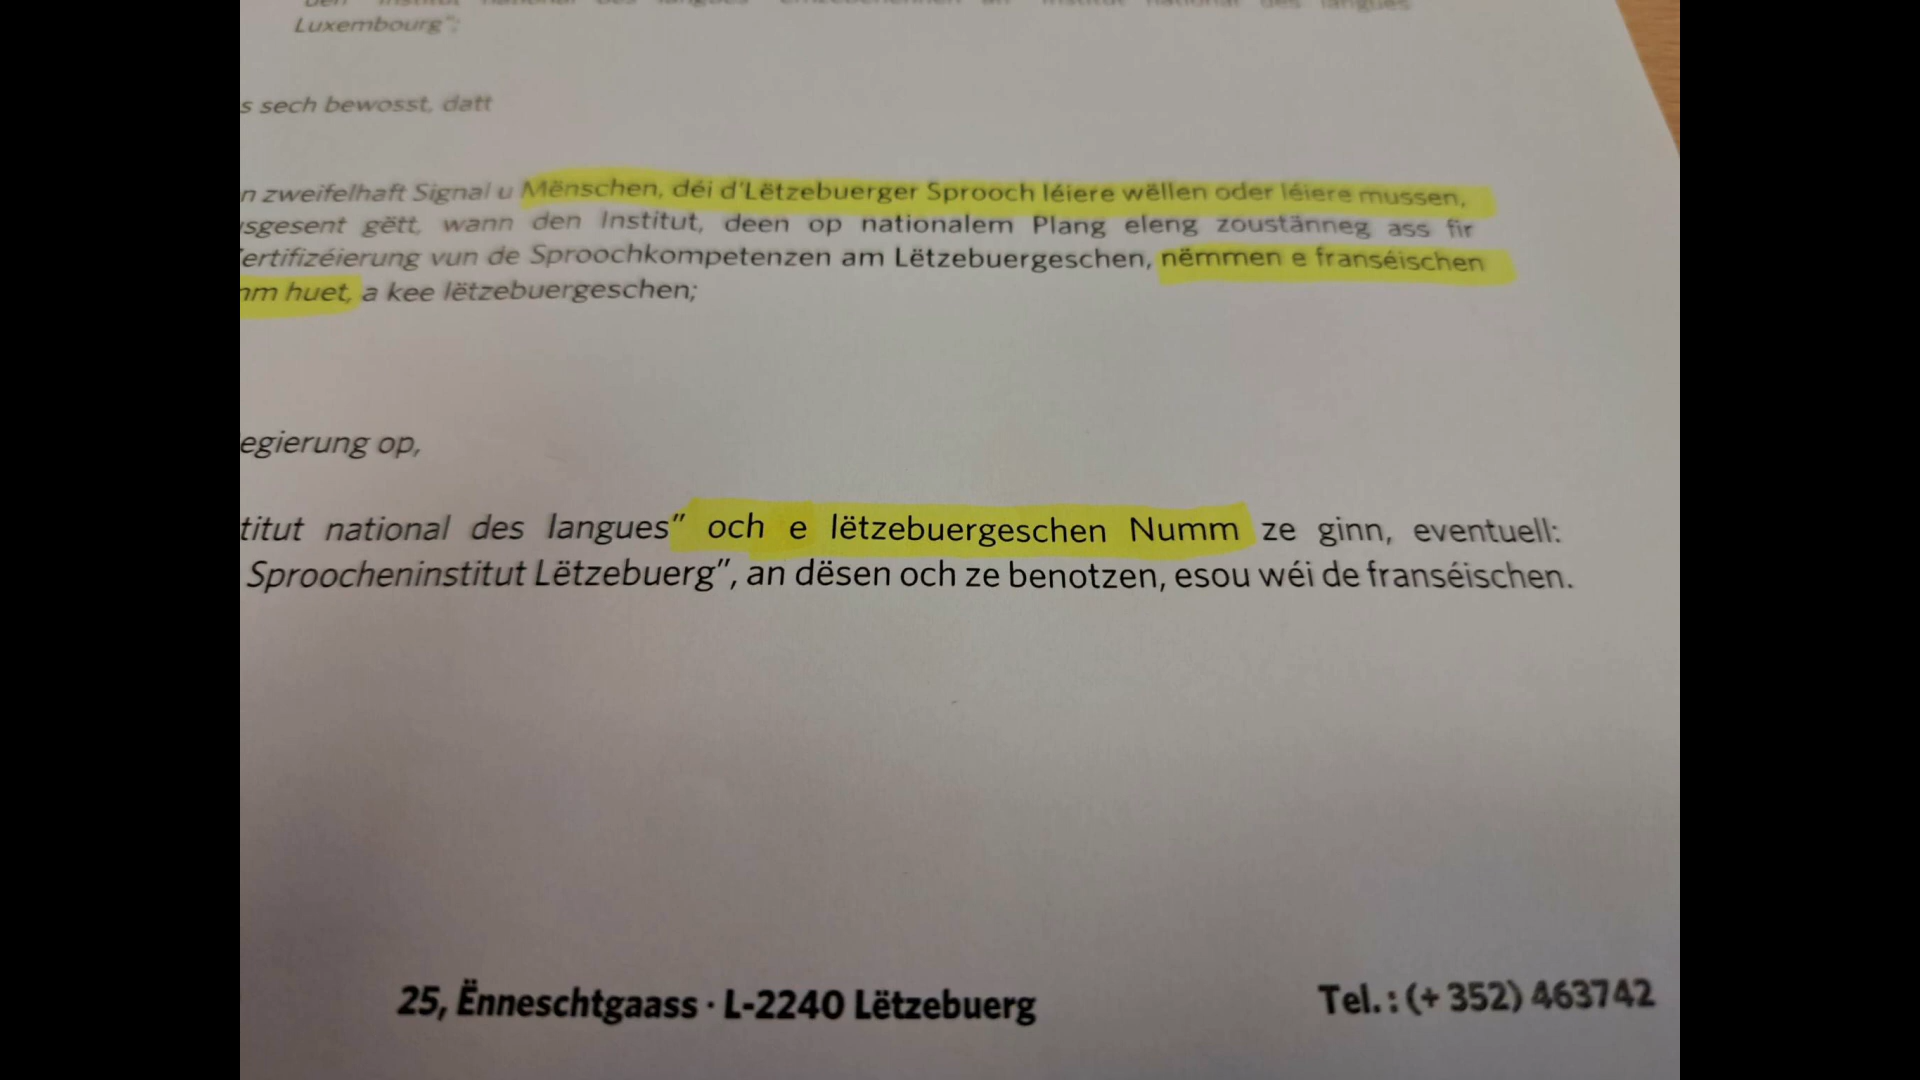 Luxembourg";
s sech bewosst, datt
n zweifelhaft Signal u Mënschen, déi d'Lëtzebuerger Sprooch léiere wëllen oder léiere mussen,
sgesent gëtt, wann den Institut, deen op nationalem Plang eleng zoustänneg ass fir
ertifizéierung vun de Sproochkompetenzen am Lëtzebuergeschen, nëmmen e franséischen
mm huet, a kee lëtzebuergeschen;
egierung op,
titut national des langues" och e lëtzebuergeschen Numm ze ginn, eventuell:
Sproocheninstitut Lëtzebuerg", an dësen och ze benotzen, esou wéi de franséischen.
25, Ënneschtgaass · L-2240 Lëtzebuerg
Tel.: (+ 352) 463742